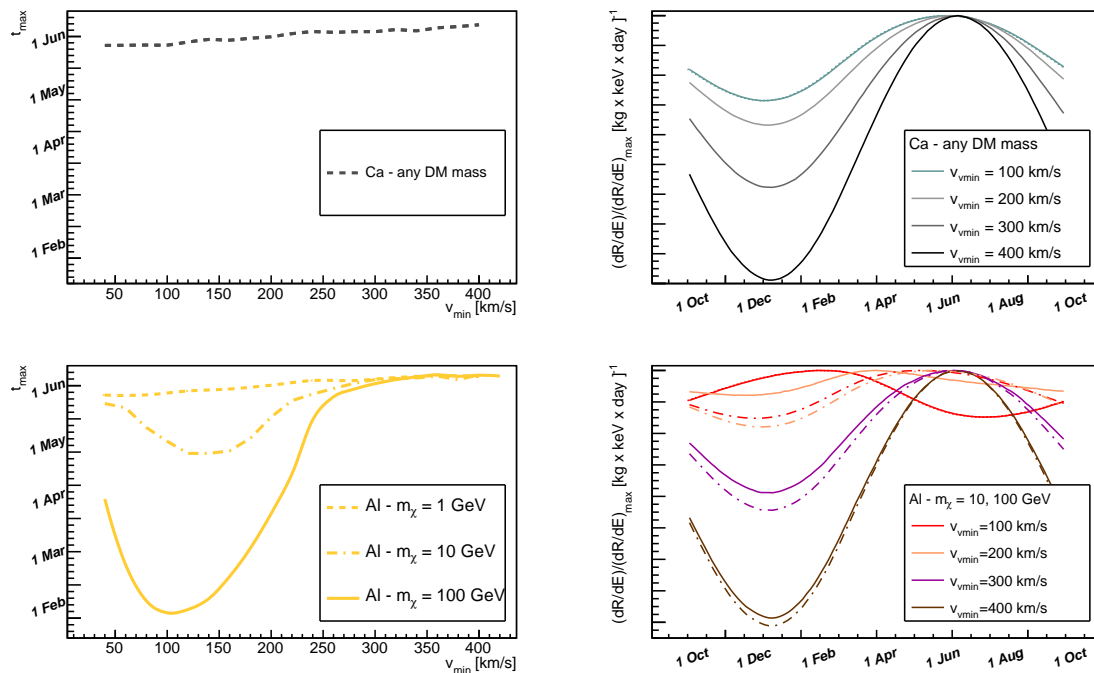 t_max
1 Jun
1 May
1 Apr
1 Mar
1 Feb
Ca - any DM mass
50 100 150 200 250 300 350 400
v_min [km/s]
(dR/dE)/(dR/dE)_max [kg x keV x day ]^-1
Ca - any DM mass
v_vmin = 100 km/s
v_vmin = 200 km/s
v_vmin = 300 km/s
v_vmin = 400 km/s
1 Oct 1 Dec 1 Feb 1 Apr 1 Jun 1 Aug 1 Oct
t_max
1 Jun
1 May
1 Apr
1 Mar
1 Feb
Al - m_χ = 1 GeV
Al - m_χ = 10 GeV
Al - m_χ = 100 GeV
50 100 150 200 250 300 350 400
v_min [km/s]
(dR/dE)/(dR/dE)_max [kg x keV x day ]^-1
Al - m_χ = 10, 100 GeV
v_vmin=100 km/s
v_vmin=200 km/s
v_vmin=300 km/s
v_vmin=400 km/s
1 Oct 1 Dec 1 Feb 1 Apr 1 Jun 1 Aug 1 Oct